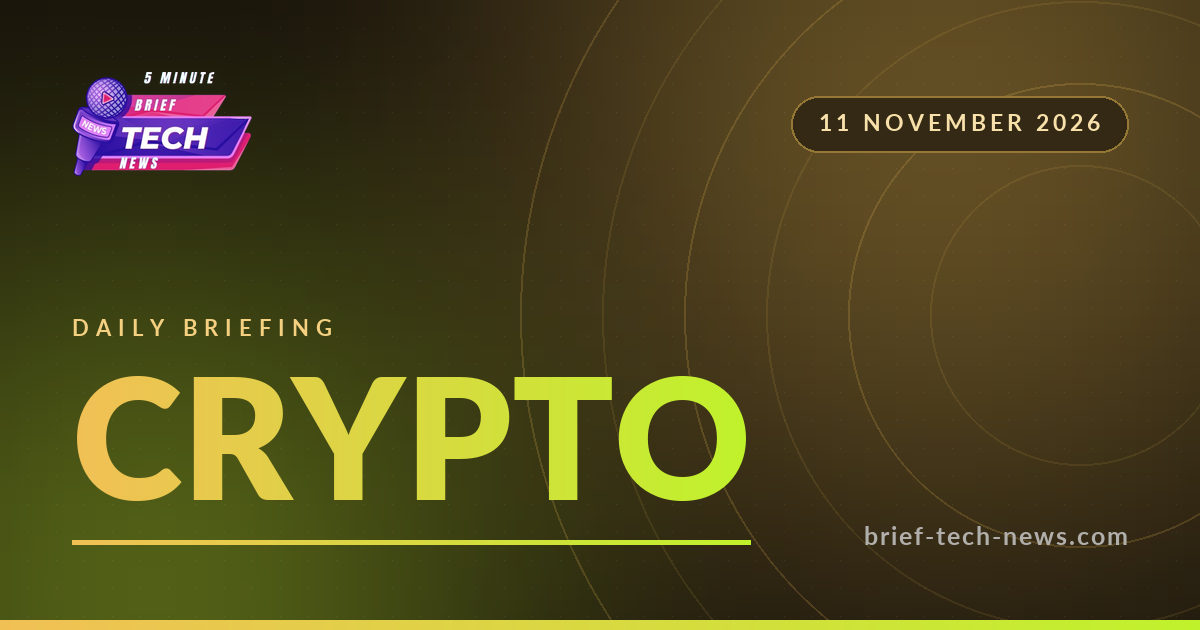 5 MINUTE
BRIEF
NEWS
TECH
NEWS
11 NOVEMBER 2026
DAILY BRIEFING
CRYPTO
brief-tech-news.com